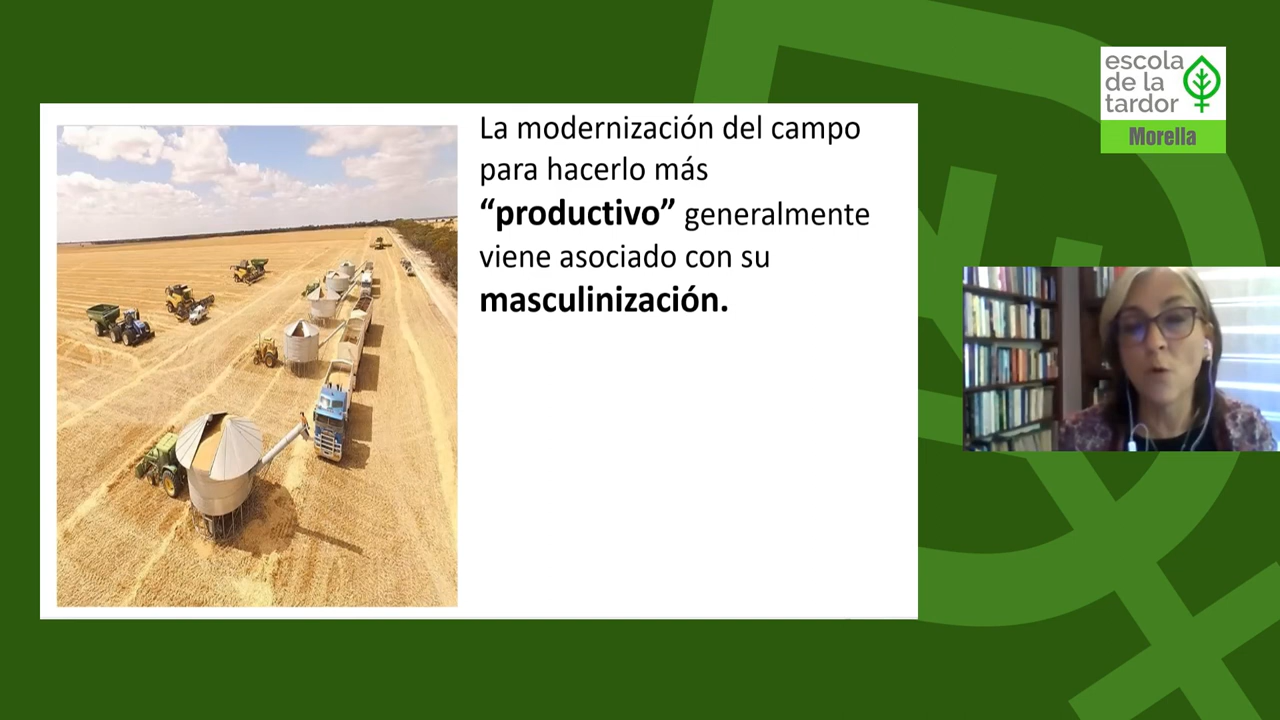 La modernización del campo
para hacerlo más
“productivo” generalmente
viene asociado con su
masculinización.
escola
de la
tardor
Morella